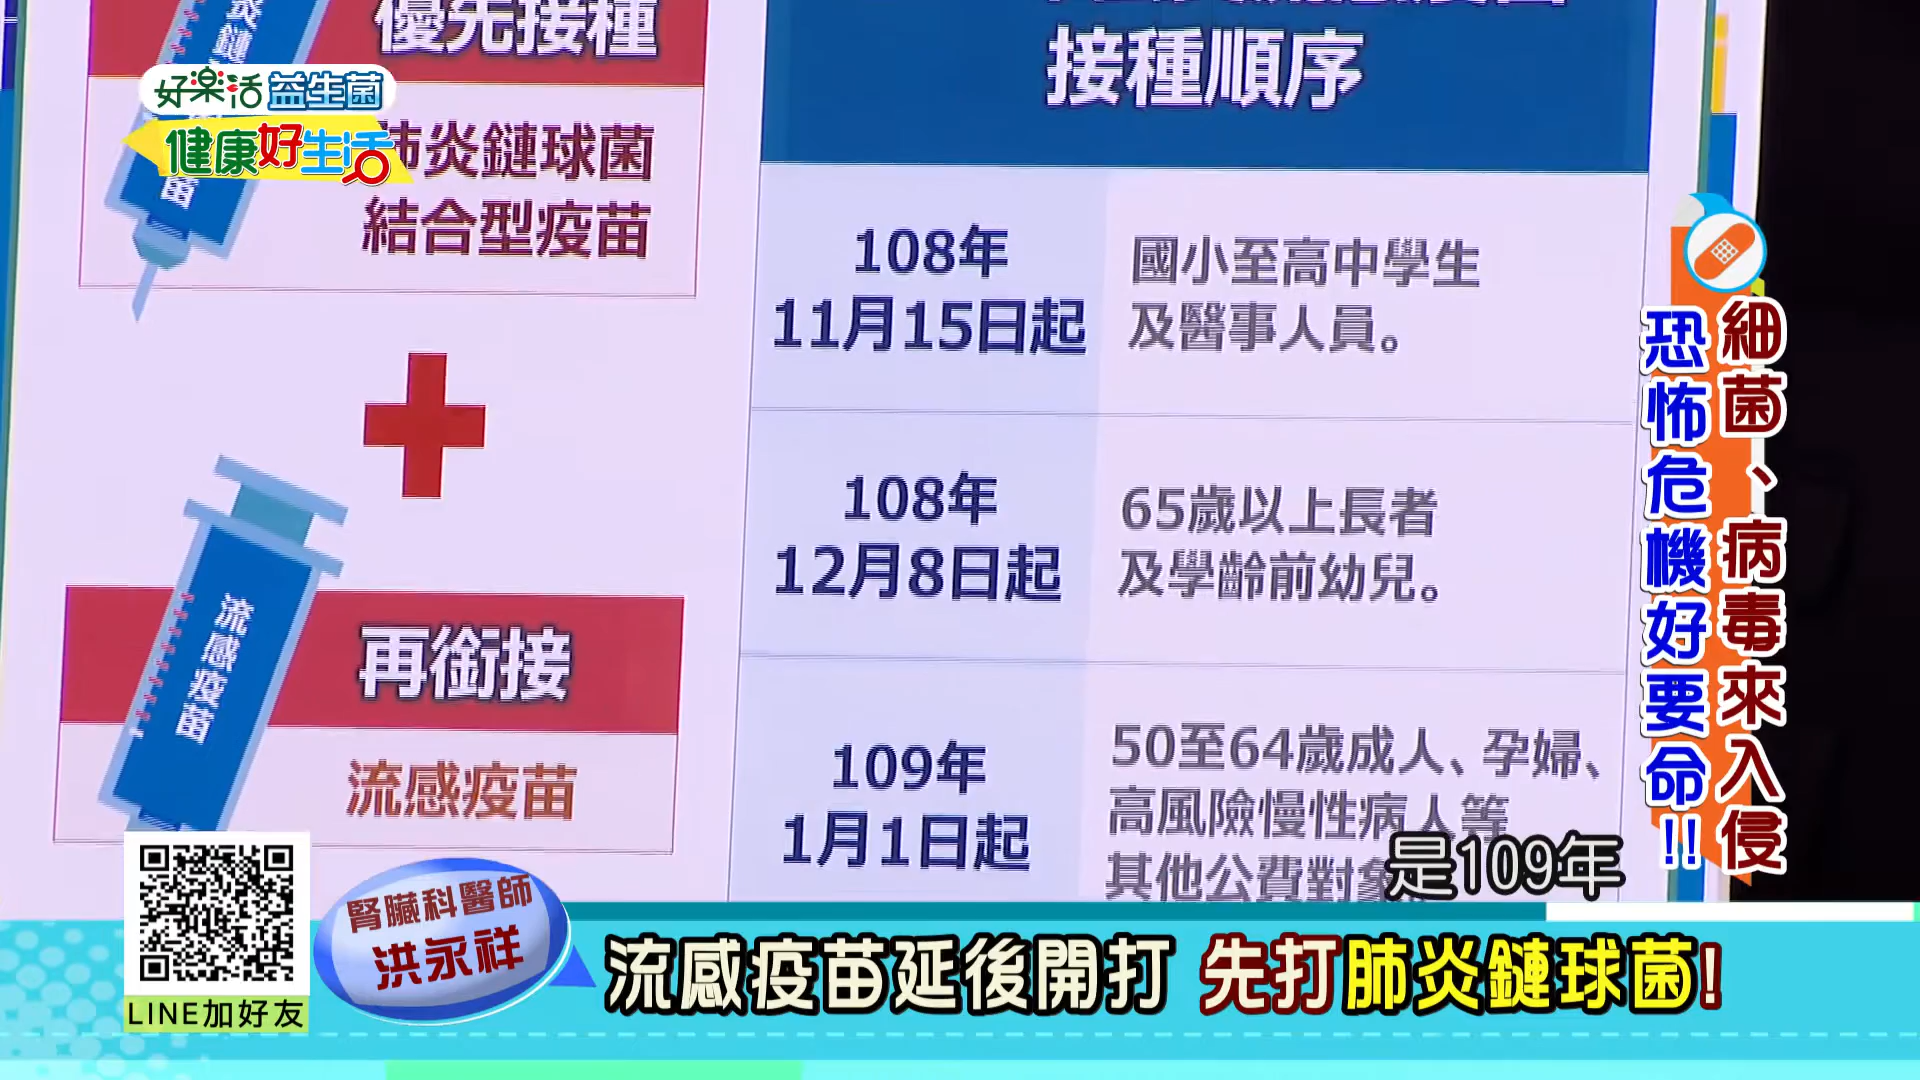 優先接種
肺炎鏈球菌
結合型疫苗
再銜接
流感疫苗
流感疫苗
接種順序
108年
11月15日起
國小至高中學生
及醫事人員。
108年
12月8日起
65歲以上長者
及學齡前幼兒。
109年
1月1日起
50至64歲成人、孕婦、
高風險慢性病人等
其他公費對象
好樂活益生菌
健康好生活
細菌、病毒來入侵
恐怖危機好要命!!
是109年
腎臟科醫師
洪永祥
流感疫苗延後開打 先打肺炎鏈球菌!
LINE加好友